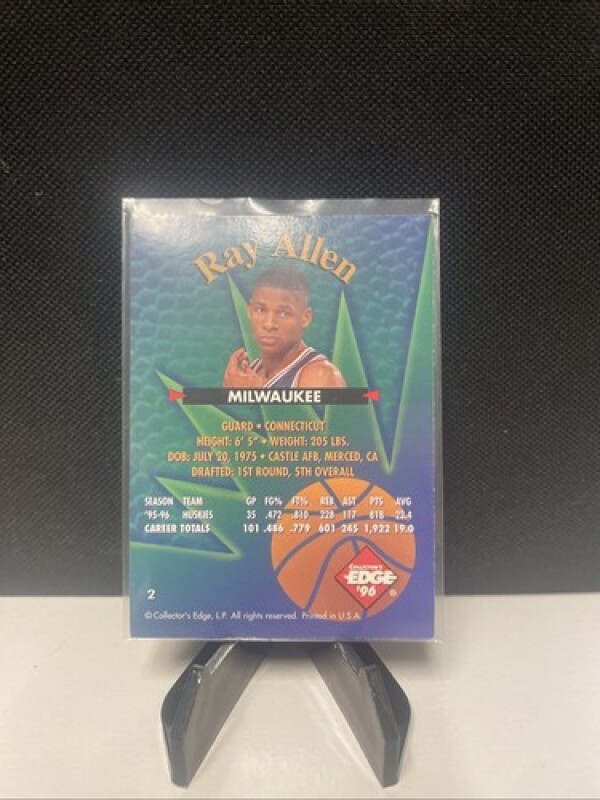 Ray Allen
MILWAUKEE
GUARD • CONNECTICUT
HEIGHT: 6' 5" • WEIGHT: 205 LBS.
DOB: JULY 20, 1975 • CASTLE AFB, MERCED, CA
DRAFTED: 1ST ROUND, 5TH OVERALL
SEASON TEAM GP FG% FT% REB AST PTS AVG
'95-96 HUSKIES 35 .472 .810 228 117 818 23.4
CAREER TOTALS 101 .486 .779 601 245 1,922 19.0
COLLECTOR'S
EDGE
'96 ®
2
© Collector's Edge, L.P. All rights reserved. Printed in U.S.A.